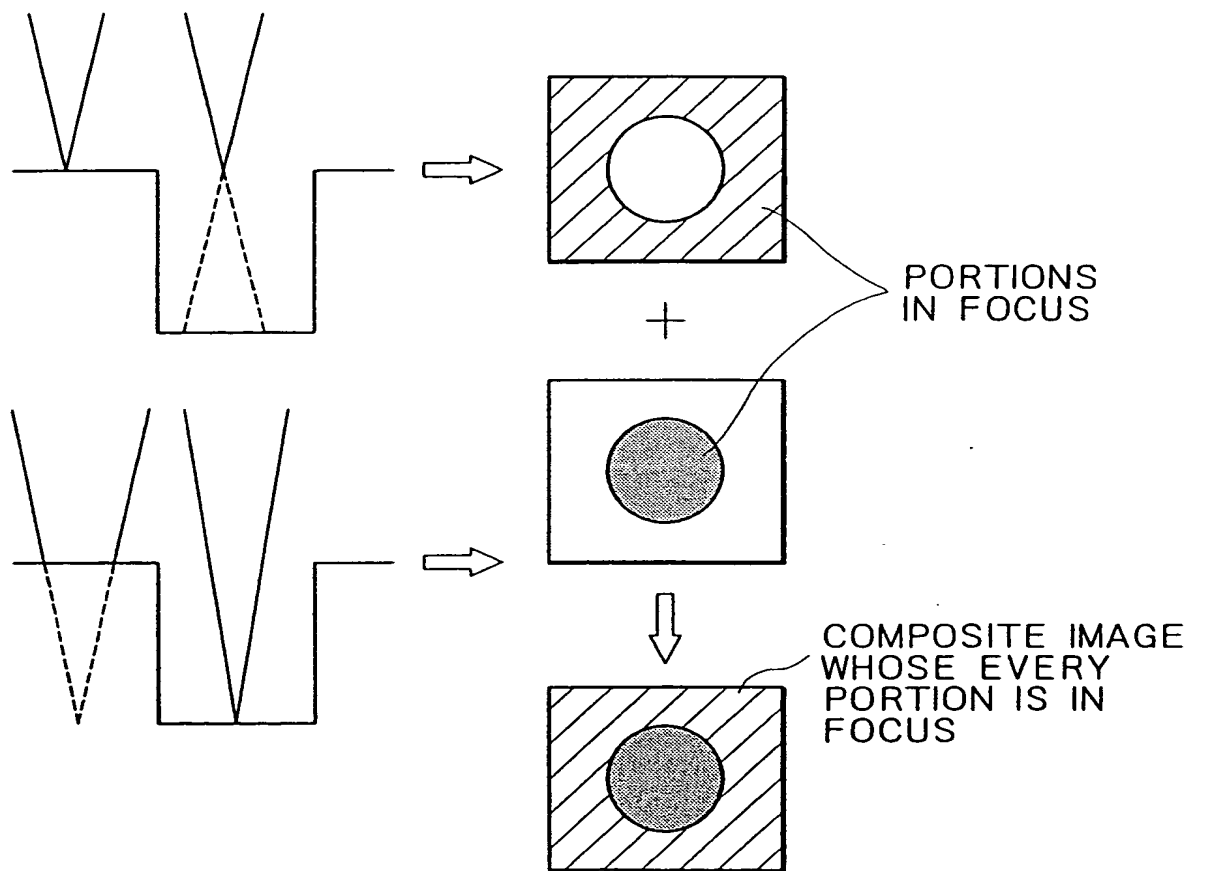 PORTIONS
IN FOCUS
+
COMPOSITE IMAGE
WHOSE EVERY
PORTION IS IN
FOCUS